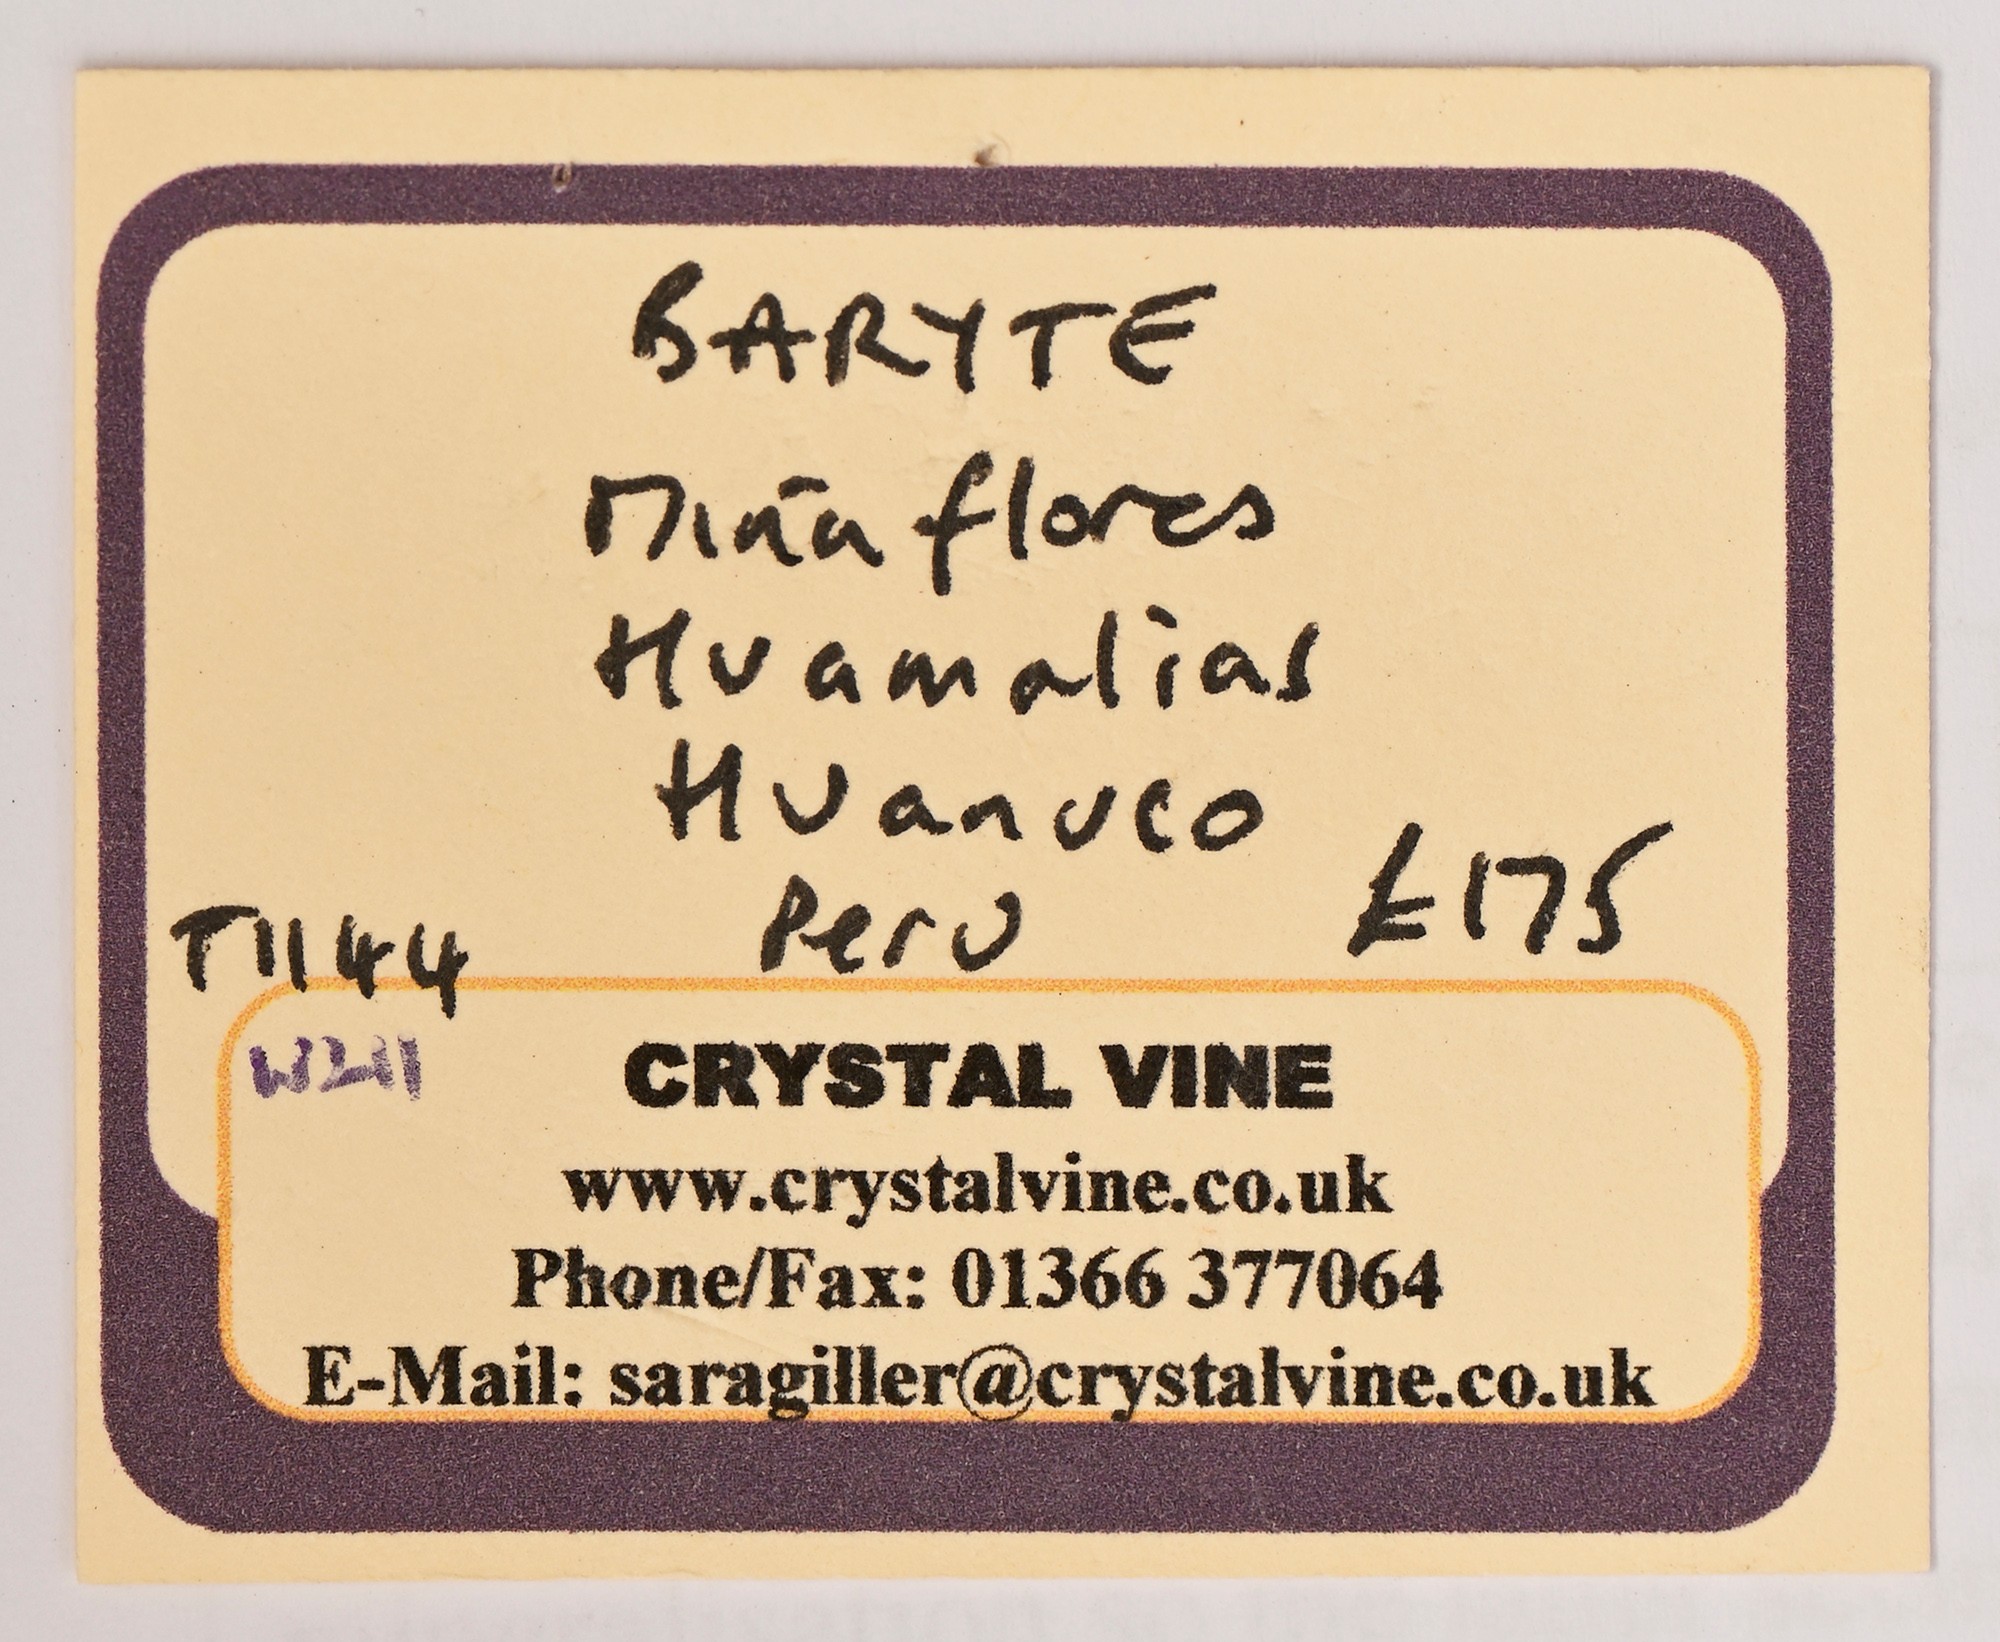 BARYTE
Miña flores
Huamalias
Huanuco
Peru £175
T1144
W211
CRYSTAL VINE
www.crystalvine.co.uk
Phone/Fax: 01366 377064
E-Mail: saragiller@crystalvine.co.uk